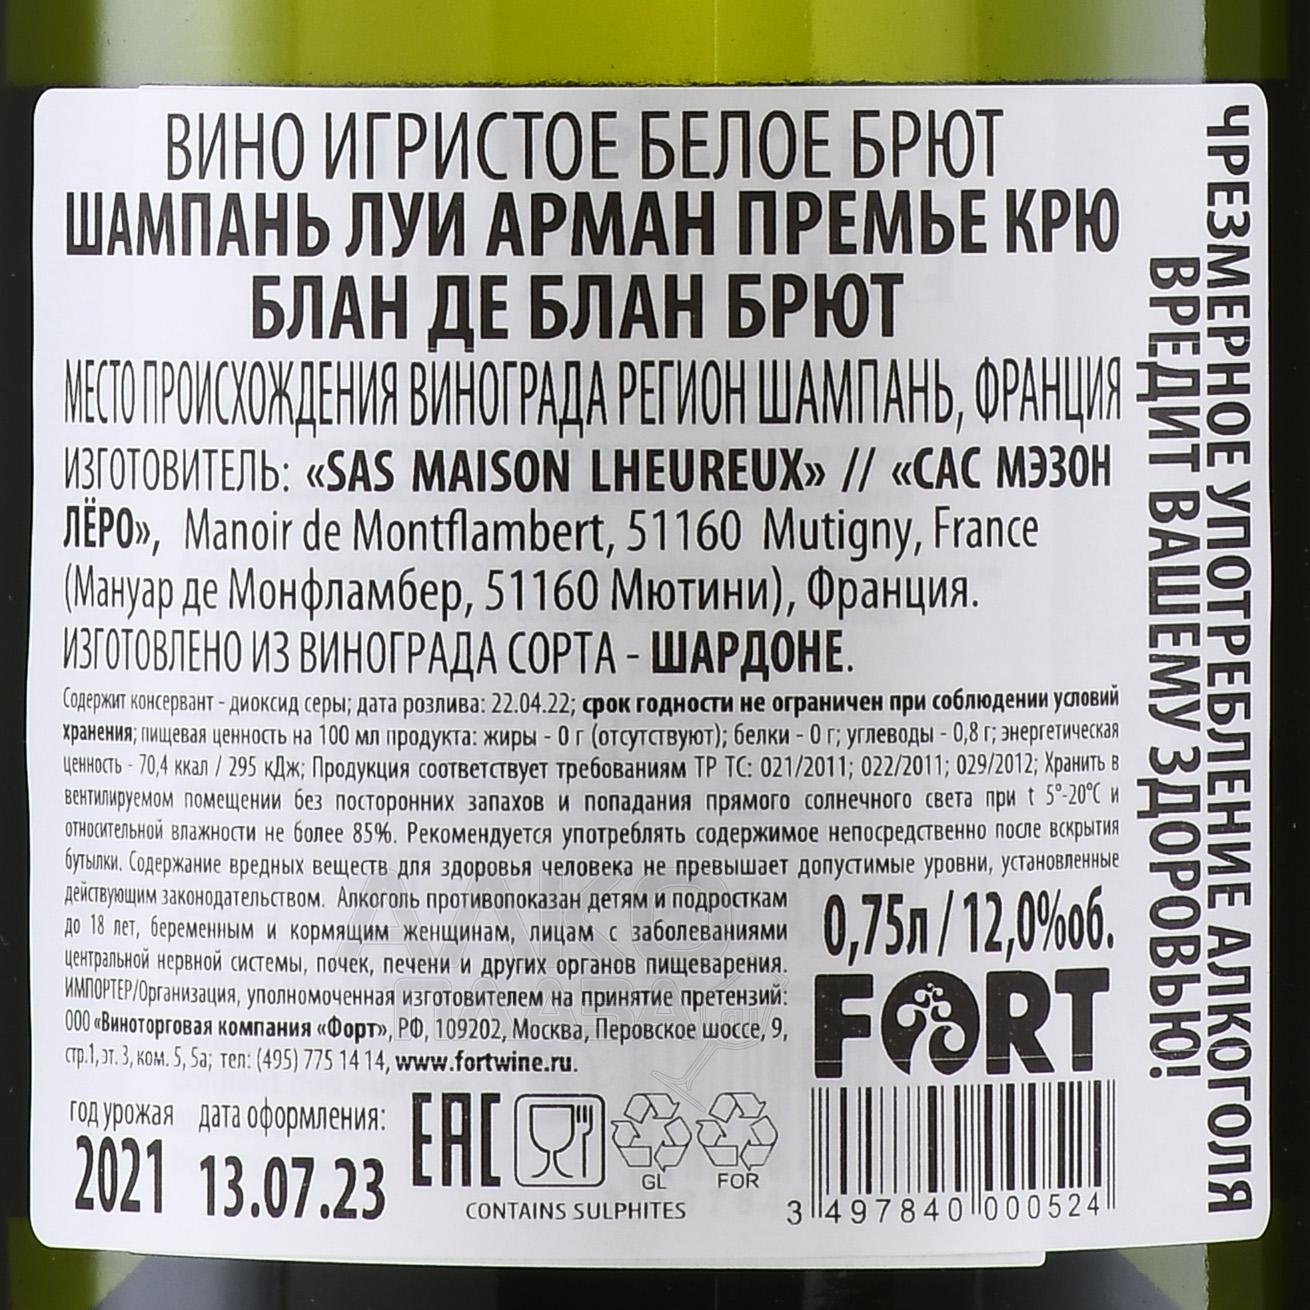 ВИНО ИГРИСТОЕ БЕЛОЕ БРЮТ
ШАМПАНЬ ЛУИ АРМАН ПРЕМЬЕ КРЮ
БЛАН ДЕ БЛАН БРЮТ
МЕСТО ПРОИСХОЖДЕНИЯ ВИНОГРАДА РЕГИОН ШАМПАНЬ, ФРАНЦИЯ
ИЗГОТОВИТЕЛЬ: «SAS MAISON LHEUREUX» // «САС МЭЗОН
ЛЁРО», Manoir de Montflambert, 51160 Mutigny, France
(Мануар де Монфламбер, 51160 Мютини), Франция.
ИЗГОТОВЛЕНО ИЗ ВИНОГРАДА СОРТА - ШАРДОНЕ.
Содержит консервант - диоксид серы; дата розлива: 22.04.22; срок годности не ограничен при соблюдении условий
хранения; пищевая ценность на 100 мл продукта: жиры - 0 г (отсутствуют); белки - 0 г; углеводы - 0,8 г; энергетическая
ценность - 70,4 ккал / 295 кДж; Продукция соответствует требованиям ТР ТС: 021/2011; 022/2011; 029/2012; Хранить в
вентилируемом помещении без посторонних запахов и попадания прямого солнечного света при t 5°-20°С и
относительной влажности не более 85%. Рекомендуется употреблять содержимое непосредственно после вскрытия
бутылки. Содержание вредных веществ для здоровья человека не превышает допустимые уровни, установленные
действующим законодательством. Алкоголь противопоказан детям и подросткам
до 18 лет, беременным и кормящим женщинам, лицам с заболеваниями
центральной нервной системы, почек, печени и других органов пищеварения.
ИМПОРТЕР/Организация, уполномоченная изготовителем на принятие претензий:
ООО «Виноторговая компания «Форт», РФ, 109202, Москва, Перовское шоссе, 9,
стр.1, эт. 3, ком. 5, 5а; тел: (495) 775 14 14, www.fortwine.ru.
0,75л / 12,0%об.
FORT
год урожая дата оформления:
2021 13.07.23
EAC
GL FOR
CONTAINS SULPHITES
3 497840 000524
ЧРЕЗМЕРНОЕ УПОТРЕБЛЕНИЕ АЛКОГОЛЯ
ВРЕДИТ ВАШЕМУ ЗДОРОВЬЮ!
АЛКО
ПЛАЗА